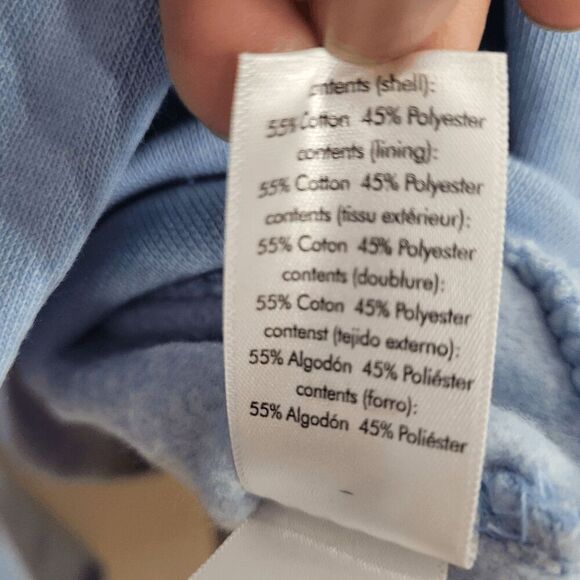 contents (shell):
55% Cotton 45% Polyester
contents (lining):
55% Cotton 45% Polyester
contents (tissu extérieur):
55% Coton 45% Polyester
contents (doublure):
55% Coton 45% Polyester
contenst (tejido externo):
55% Algodón 45% Poliéster
contents (forro):
55% Algodón 45% Poliéster